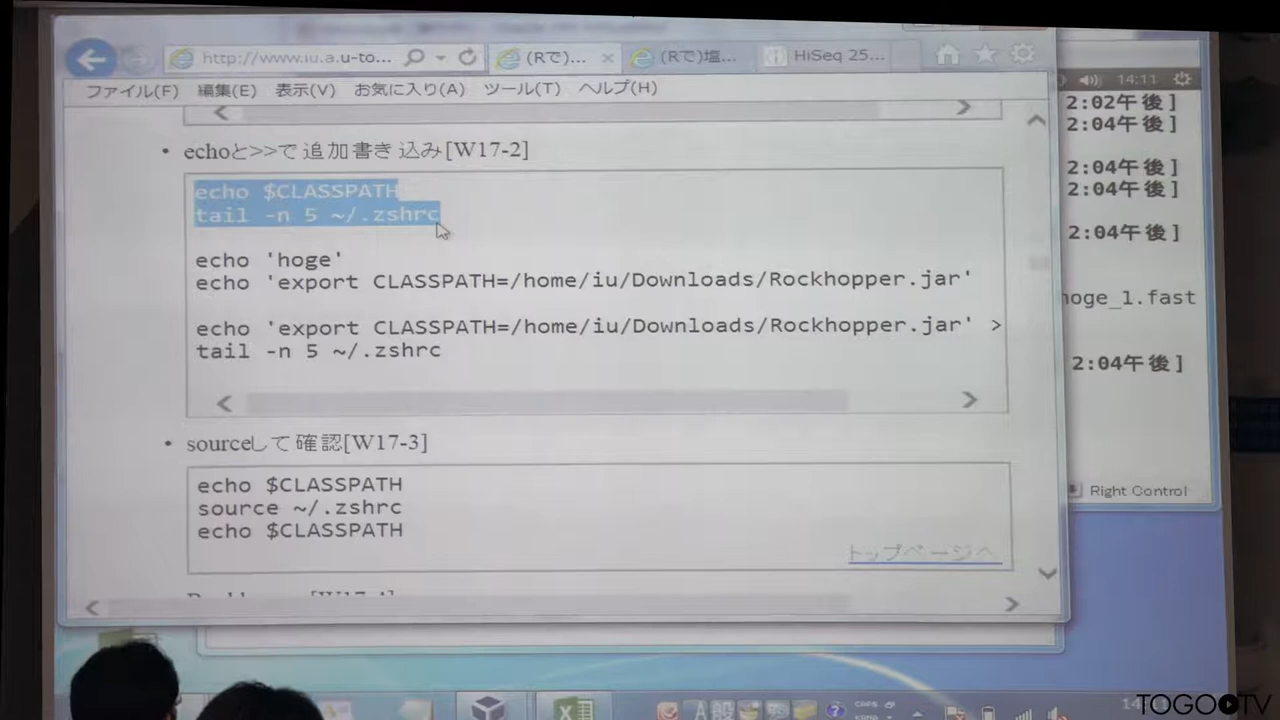 http://www.iu.a.u-to...
(Rで)...
(Rで)塩...
HiSeq 25...
ファイル(F) 編集(E) 表示(V) お気に入り(A) ツール(T) ヘルプ(H)
14:11
2:02午後]
2:04午後]
2:04午後]
2:04午後]
2:04午後]
hoge_1.fast
2:04午後]
Right Control
• echoと>>で追加書き込み[W17-2]
echo $CLASSPATH
tail -n 5 ~/.zshrc
echo 'hoge'
echo 'export CLASSPATH=/home/iu/Downloads/Rockhopper.jar'
echo 'export CLASSPATH=/home/iu/Downloads/Rockhopper.jar' >
tail -n 5 ~/.zshrc
• sourceして確認[W17-3]
echo $CLASSPATH
source ~/.zshrc
echo $CLASSPATH
トップページへ
TOGOTV